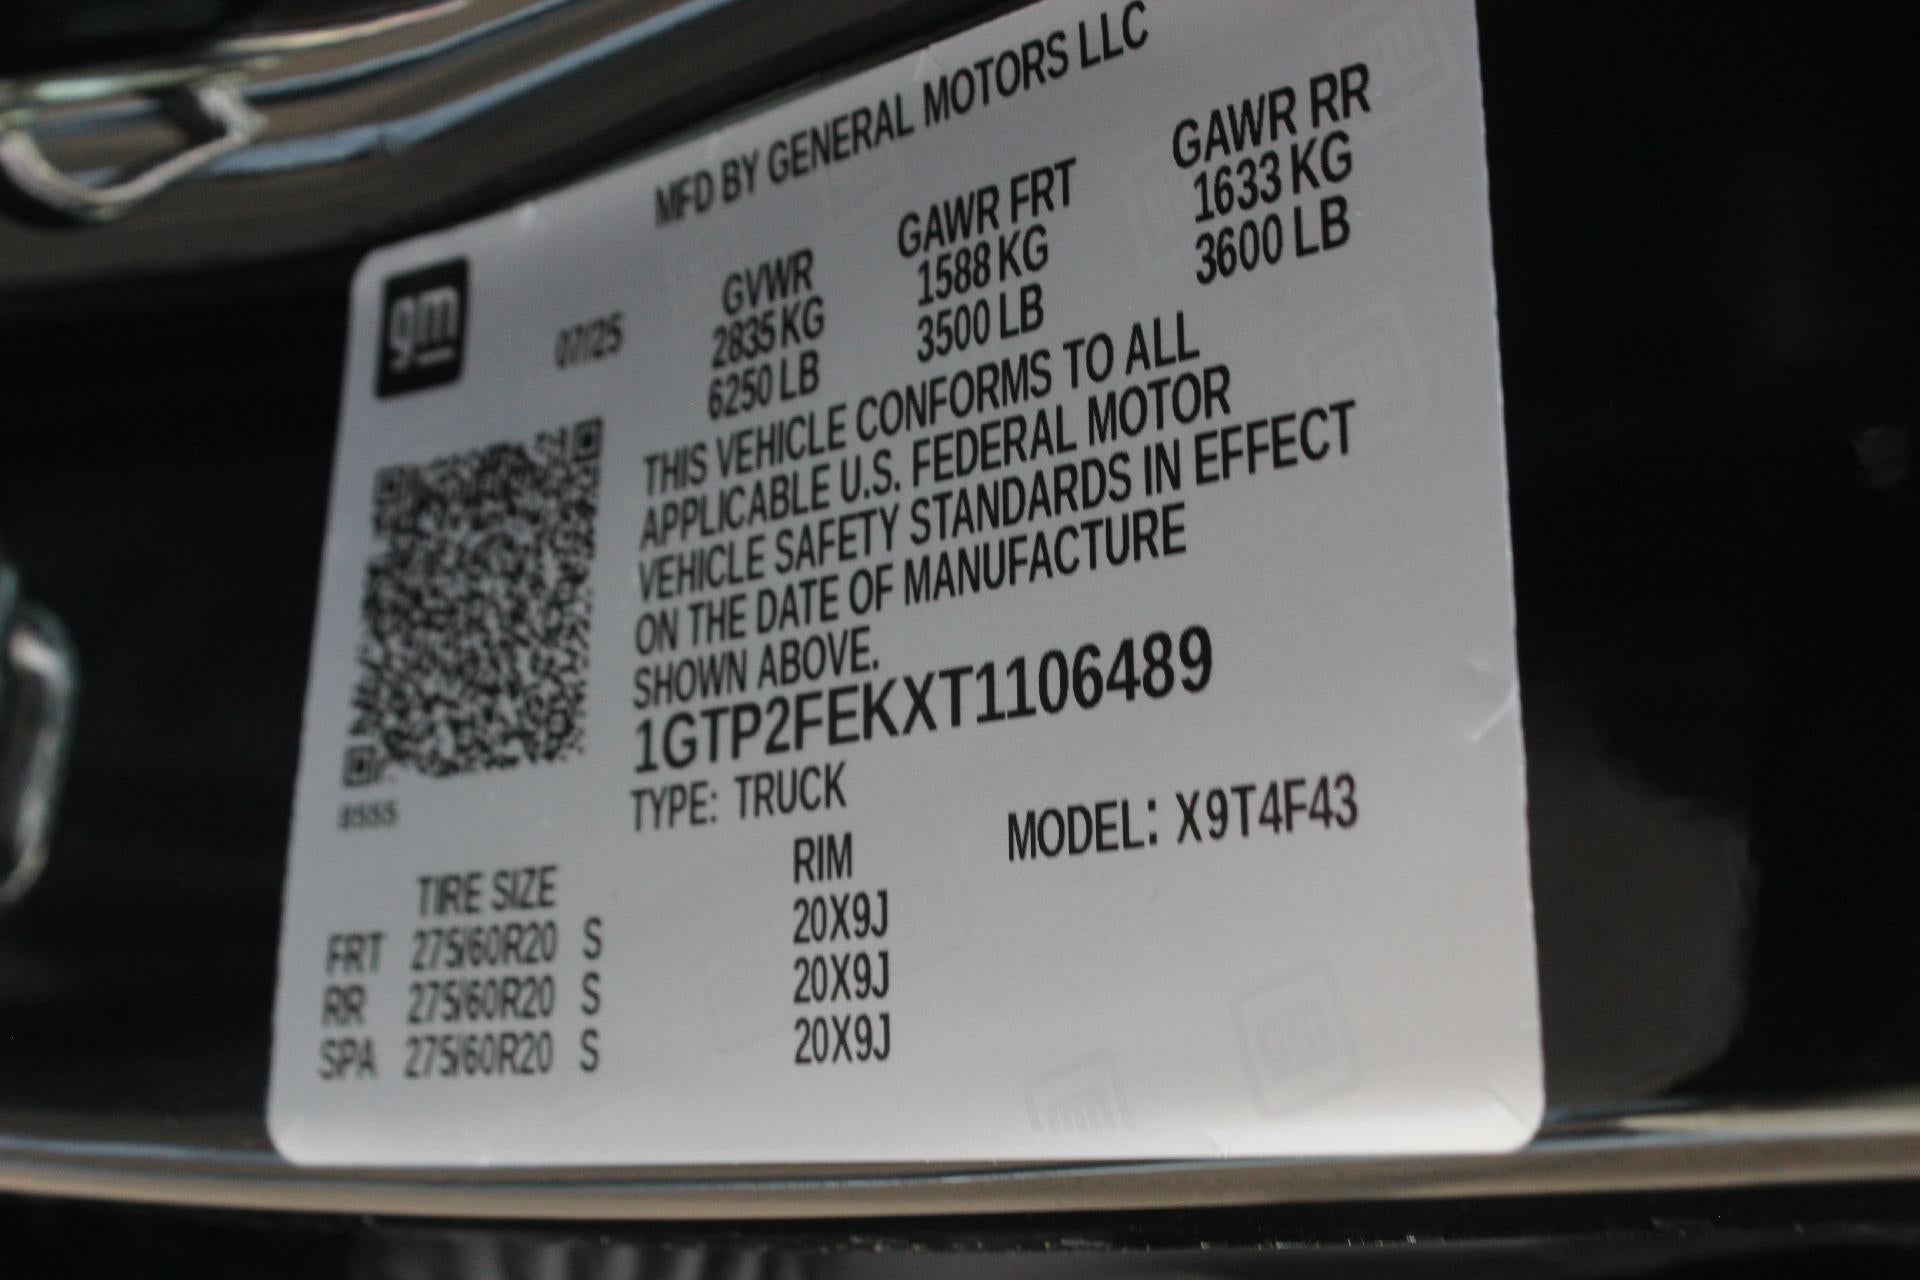 MFD BY GENERAL MOTORS LLC
gm
07/25
GVWR GAWR FRT GAWR RR
2835 KG 1588 KG 1633 KG
6250 LB 3500 LB 3600 LB
THIS VEHICLE CONFORMS TO ALL
APPLICABLE U.S. FEDERAL MOTOR
VEHICLE SAFETY STANDARDS IN EFFECT
ON THE DATE OF MANUFACTURE
SHOWN ABOVE.
1GTP2FEKXT1106489
8555
TYPE: TRUCK MODEL: X9T4F43
TIRE SIZE RIM
FRT 275/60R20 S 20X9J
RR 275/60R20 S 20X9J
SPA 275/60R20 S 20X9J